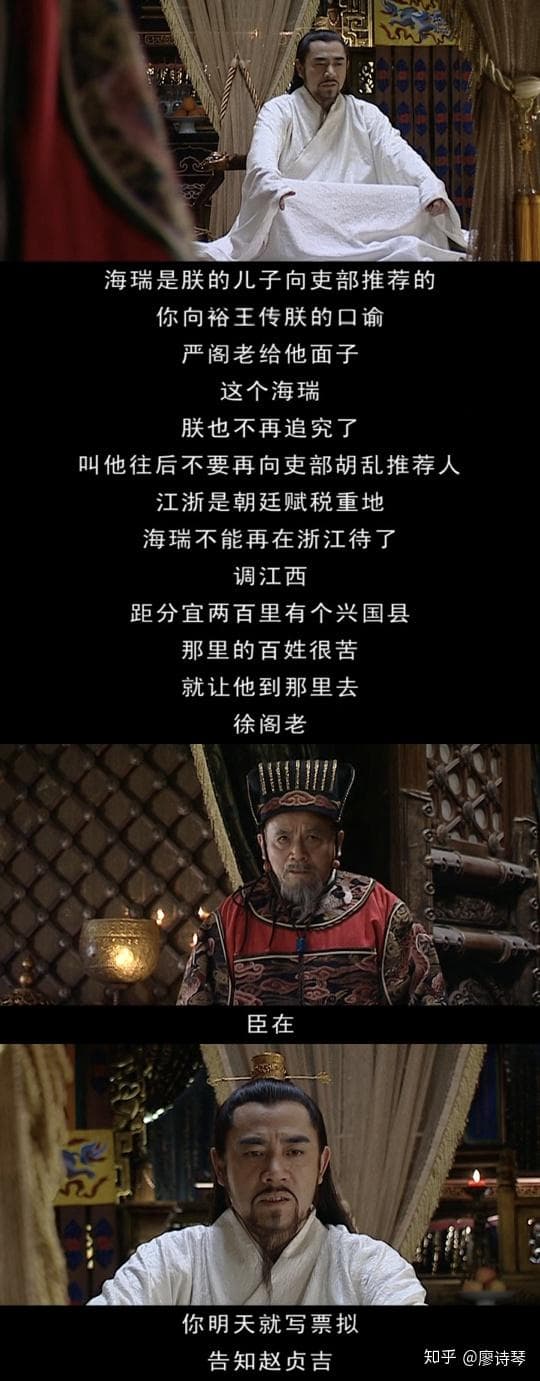 海瑞是朕的儿子向吏部推荐的
你向裕王传朕的口谕
严阁老给他面子
这个海瑞
朕也不再追究了
叫他往后不要再向吏部胡乱推荐人
江浙是朝廷赋税重地
海瑞不能再在浙江待了
调江西
距分宜两百里有个兴国县
那里的百姓很苦
就让他到那里去
徐阁老
臣在
你明天就写票拟
告知赵贞吉
知乎 @廖诗琴